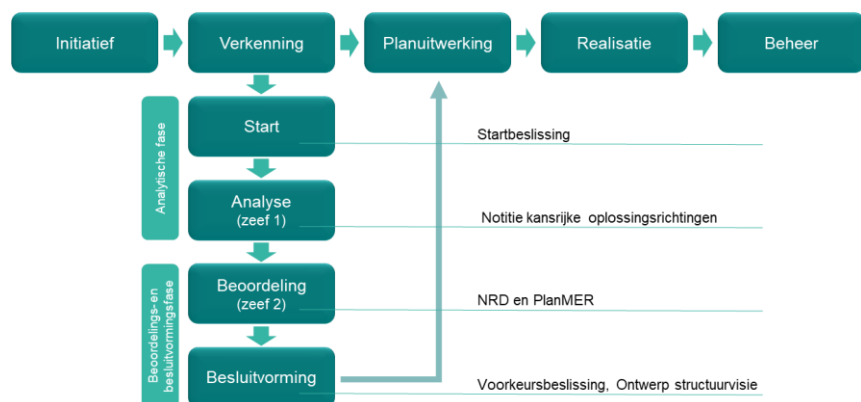 Initiatief
Verkenning
Planuitwerking
Realisatie
Beheer
Analytische fase
Start
Startbeslissing
Analyse
(zeef 1)
Notitie kansrijke oplossingsrichtingen
Beoordelings- en
besluitvormingsfase
Beoordeling
(zeef 2)
NRD en PlanMER
Besluitvorming
Voorkeursbeslissing, Ontwerp structuurvisie